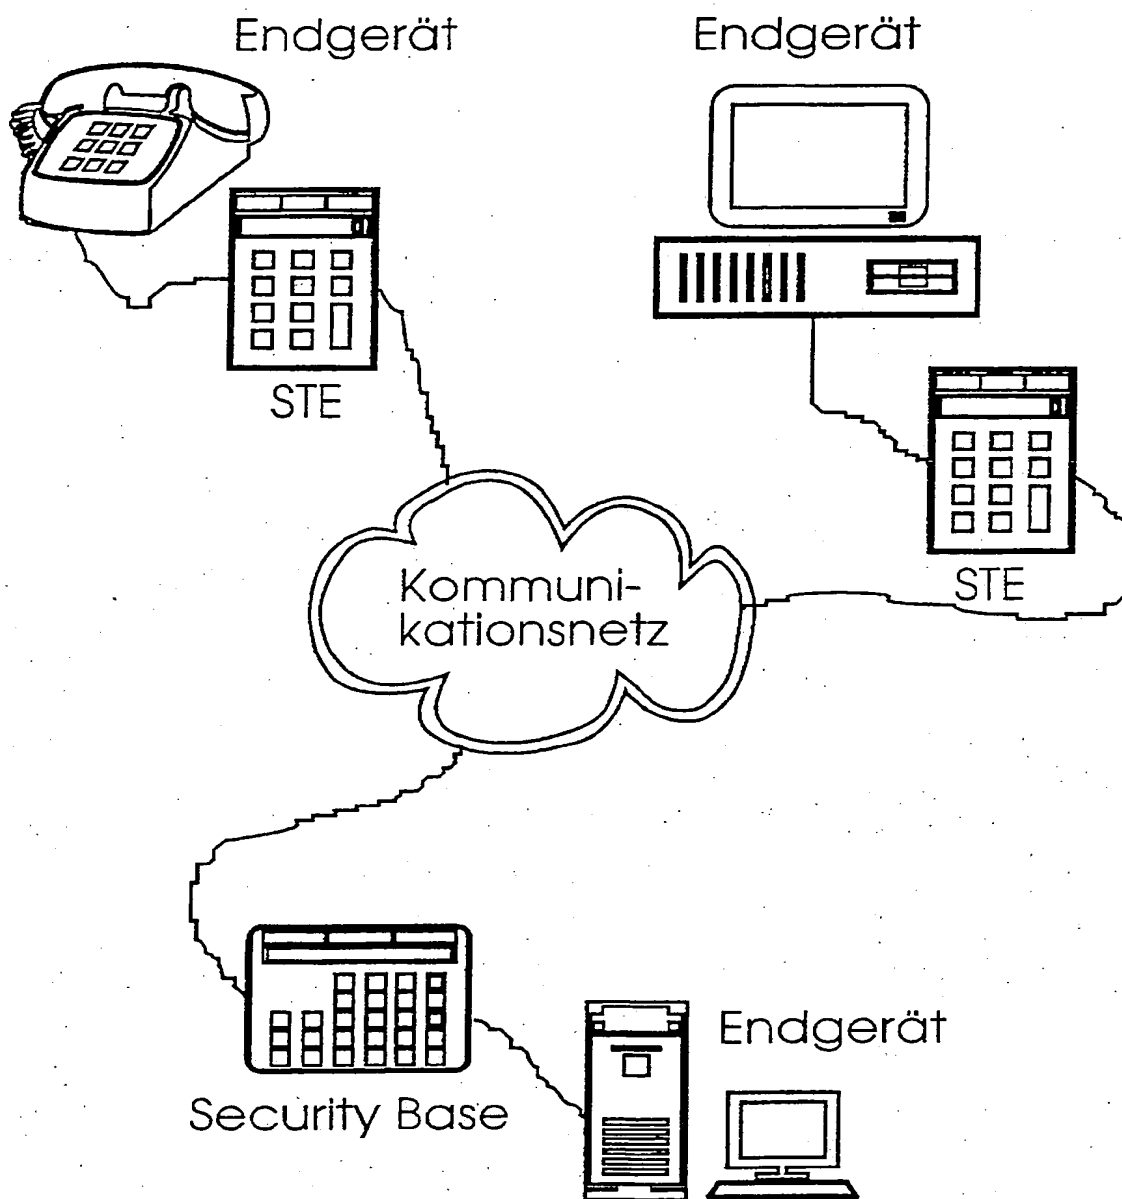 Endgerät
Endgerät
STE
STE
Kommuni-
kationsnetz
Security Base
Endgerät